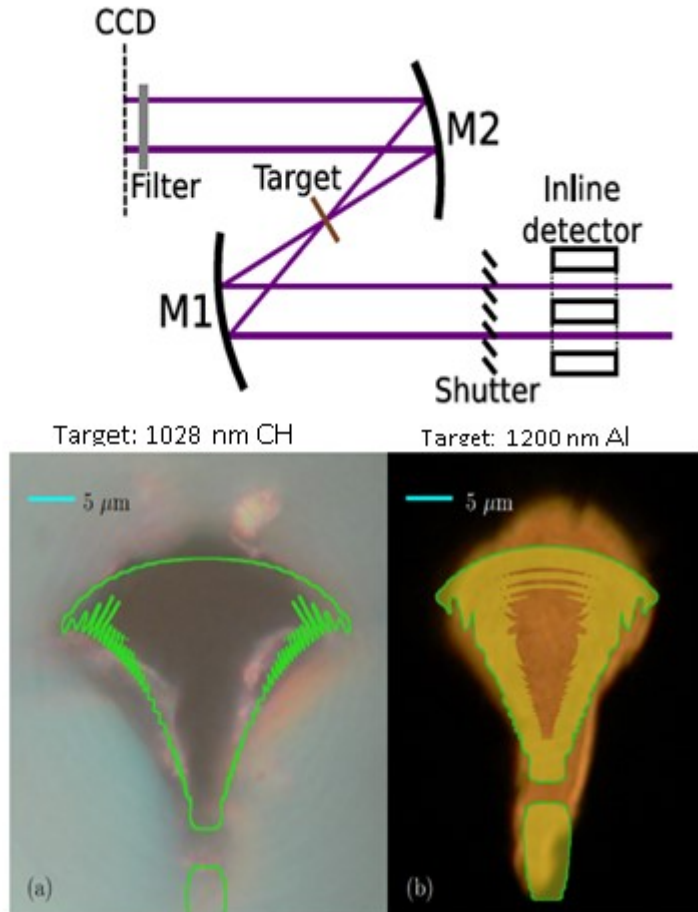 CCD
M2
Filter
Target
Inline
detector
M1
Shutter
Target: 1028 nm CH
Target: 1200 nm Al
5 μm
5 μm
(a)
(b)